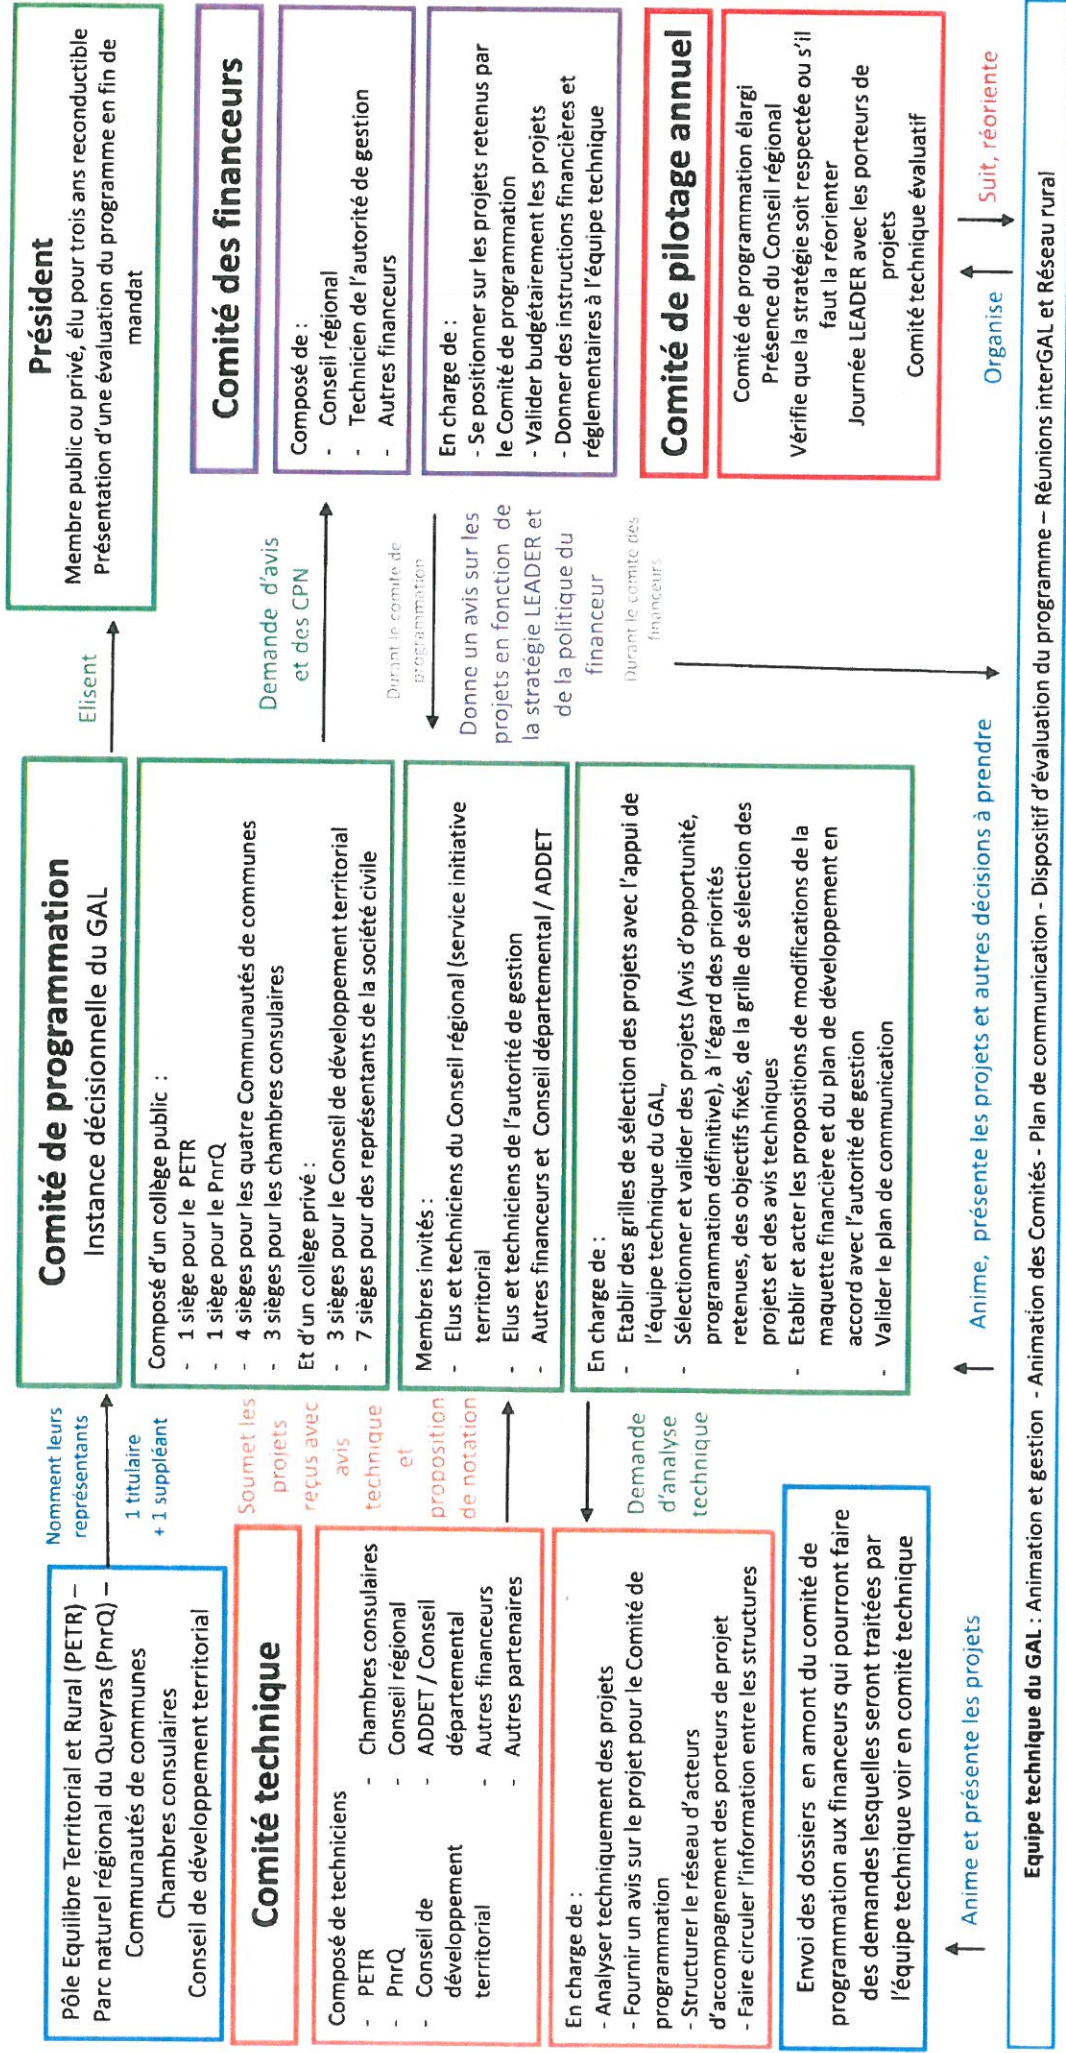 Pôle Equilibre Territorial et Rural (PETR) –
Parc naturel régional du Queyras (PnrQ) –
Communautés de communes
Chambres consulaires
Conseil de développement territorial
Nomment leurs
représentants
1 titulaire
+ 1 suppléant
Comité de programmation
Instance décisionnelle du GAL
Elisent
Président
Membre public ou privé, élu pour trois ans reconductible
Présentation d'une évaluation du programme en fin de
mandat
Comité technique
Composé de techniciens
- PETR
- PnrQ
- Conseil de
développement
territorial
- Chambres consulaires
- Conseil régional
- ADDET / Conseil
départemental
- Autres financeurs
- Autres partenaires
En charge de :
- Analyser techniquement des projets
- Fournir un avis sur le projet pour le Comité de
programmation
- Structurer le réseau d'acteurs
d'accompagnement des porteurs de projet
- Faire circuler l'information entre les structures
Soumet les
projets
reçus avec
avis
technique
et
proposition
de notation
Demande
d'analyse
technique
Composé d'un collège public :
- 1 siège pour le PETR
- 1 siège pour le PnrQ
- 4 sièges pour les quatre Communautés de communes
- 3 sièges pour les chambres consulaires
Et d'un collège privé :
- 3 sièges pour le Conseil de développement territorial
- 7 sièges pour des représentants de la société civile
Membres invités :
- Elus et techniciens du Conseil régional (service initiative
territorial
- Elus et techniciens de l'autorité de gestion
- Autres financeurs et Conseil départemental / ADDET
En charge de :
- Etablir des grilles de sélection des projets avec l'appui de
l'équipe technique du GAL,
- Sélectionner et valider des projets (Avis d'opportunité,
programmation définitive), à l'égard des priorités
retenues, des objectifs fixés, de la grille de sélection des
projets et des avis techniques
- Etablir et acter les propositions de modifications de la
maquette financière et du plan de développement en
accord avec l'autorité de gestion
- Valider le plan de communication
Demande d'avis
et des CPN
Durant le comité de
programmation
Donne un avis sur les
projets en fonction de
la stratégie LEADER et
de la politique du
financeur
Durant le comité des
financeurs
Comité des financeurs
Composé de :
- Conseil régional
- Technicien de l'autorité de gestion
- Autres financeurs
En charge de :
- Se positionner sur les projets retenus par
le Comité de programmation
- Valider budgétairement les projets
- Donner des instructions financières et
réglementaires à l'équipe technique
Comité de pilotage annuel
Comité de programmation élargi
Présence du Conseil régional
Vérifie que la stratégie soit respectée ou s'il
faut la réorienter
Journée LEADER avec les porteurs de
projets
Comité technique évaluatif
Envoi des dossiers en amont du comité de
programmation aux financeurs qui pourront faire
des demandes lesquelles seront traitées par
l'équipe technique voir en comité technique
Anime et présente les projets
Anime, présente les projets et autres décisions à prendre
Organise
Suit, réoriente
Equipe technique du GAL : Animation et gestion - Animation des Comités - Plan de communication - Dispositif d'évaluation du programme – Réunions interGAL et Réseau rural